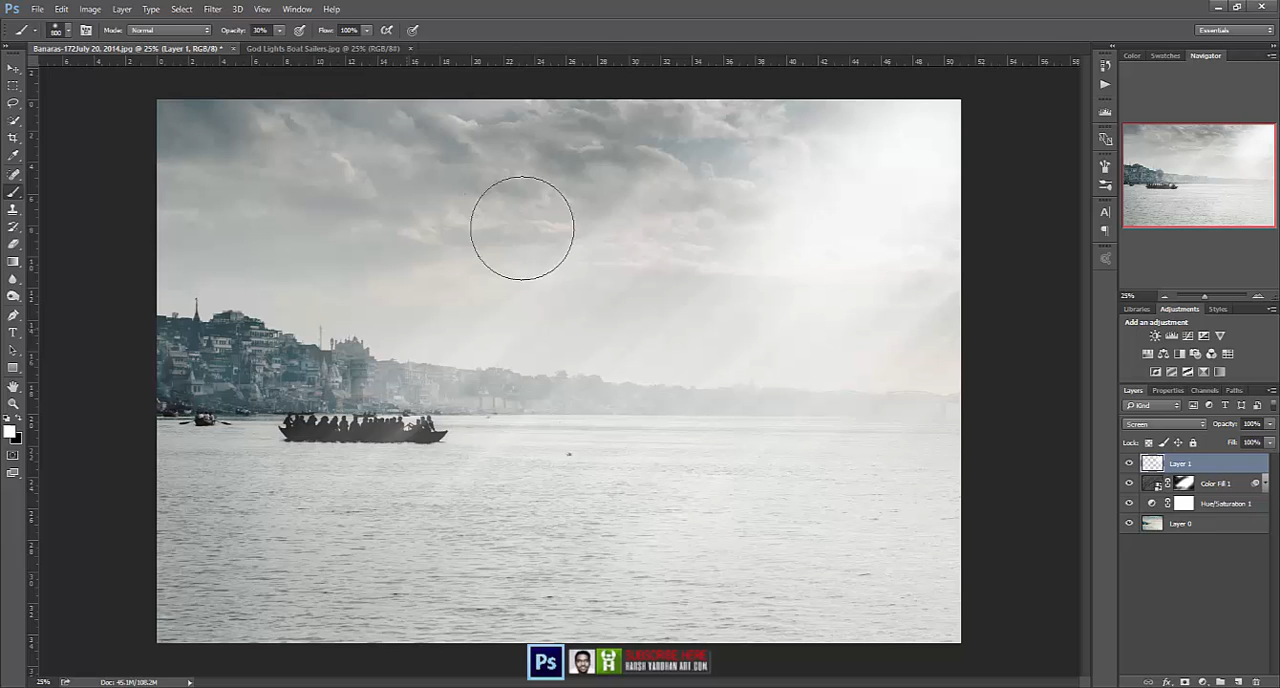 Ps File Edit Image Layer Type Select Filter 3D View Window Help
800 Mode: Normal Opacity: 30% Flow: 100% Essentials
Banaras-172July 20, 2014.jpg @ 25% (Layer 1, RGB/8) * × God Lights Boat Sailers.jpg @ 25% (RGB/8#) ×
Color Swatches Navigator
25%
Libraries Adjustments Styles
Add an adjustment
Layers Properties Channels Paths
Kind
Screen Opacity: 100%
Lock: Fill: 100%
Layer 1
Color Fill 1
Hue/Saturation 1
Layer 0
Ps SUBSCRIBE HERE
HARSH VARDHAN ART .COM
25% Doc: 45.1M/108.2M